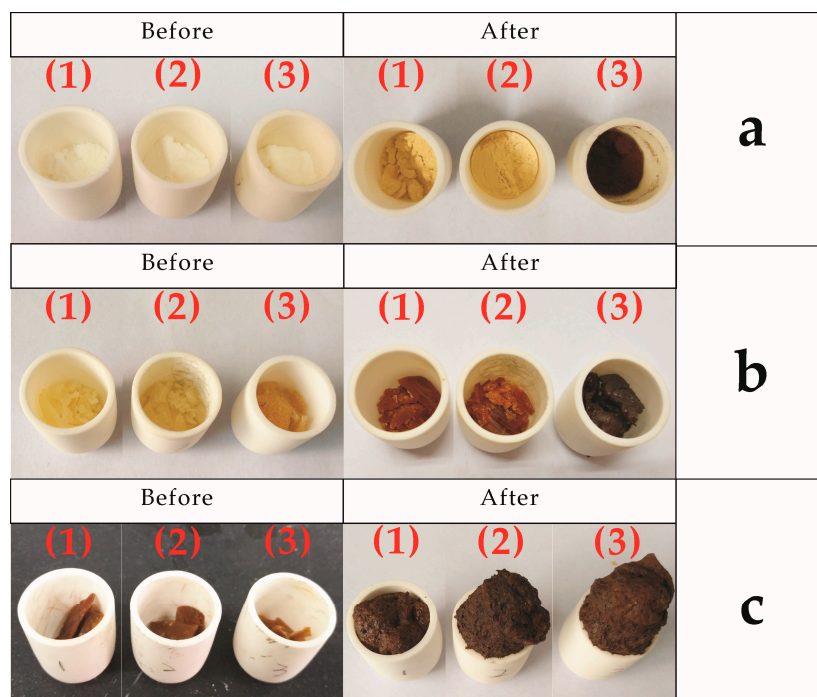 Before After
(1) (2) (3) (1) (2) (3)
a
Before After
(1) (2) (3) (1) (2) (3)
b
Before After
(1) (2) (3) (1) (2) (3)
c